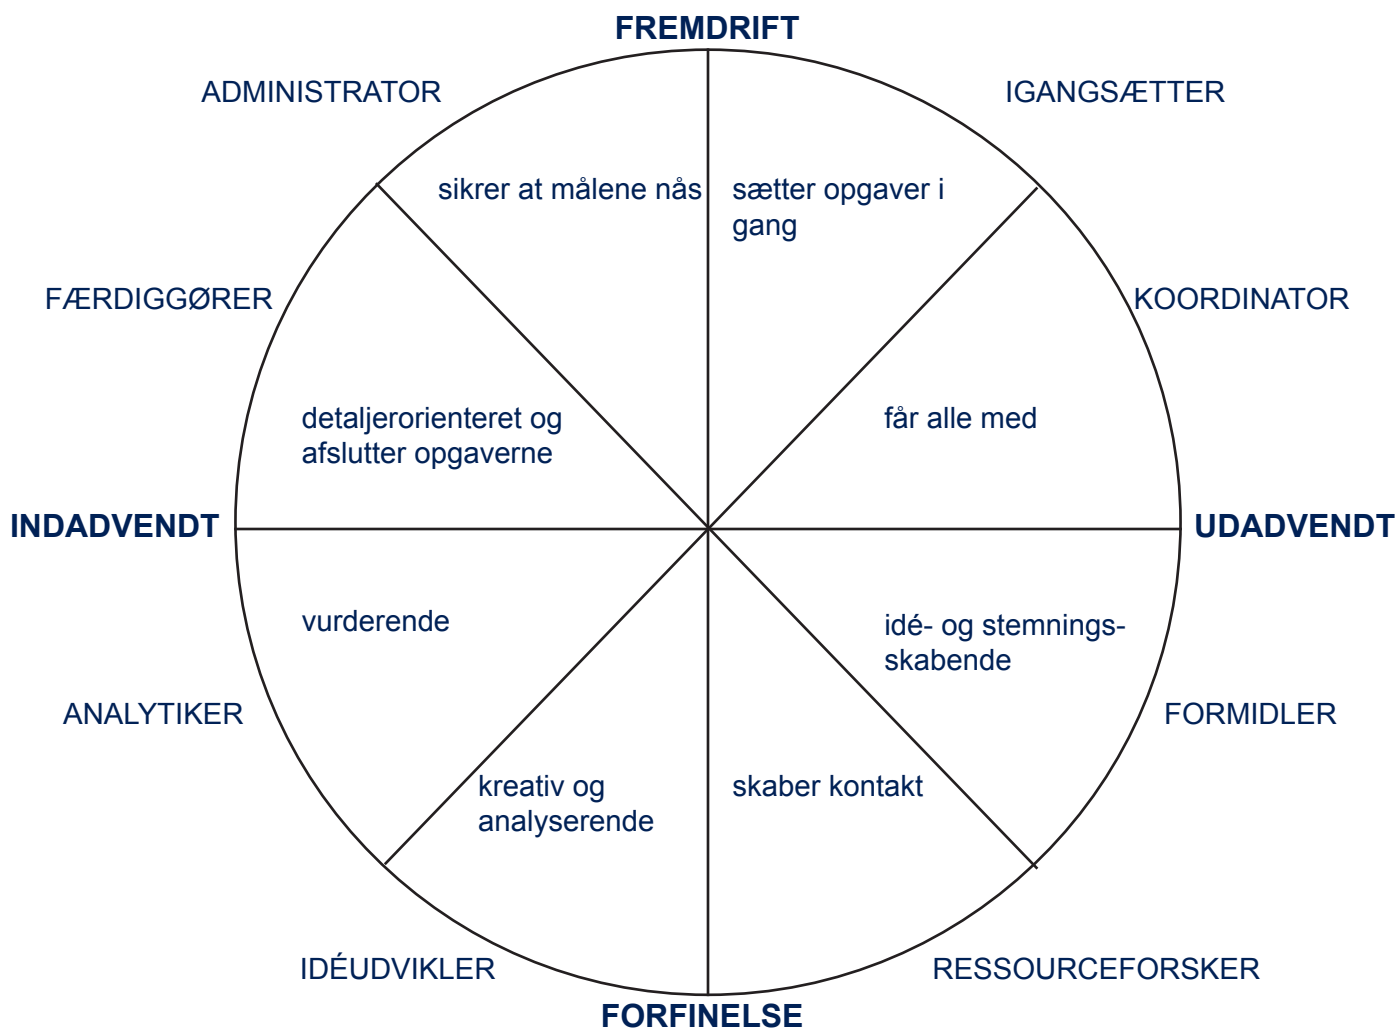 FREMDRIFT
ADMINISTRATOR
IGANGSÆTTER
sikrer at målene nås
sætter opgaver i
gang
FÆRDIGGØRER
KOORDINATOR
detaljerorienteret og
afslutter opgaverne
får alle med
INDADVENDT
UDADVENDT
vurderende
idé- og stemnings-
skabende
ANALYTIKER
FORMIDLER
kreativ og
analyserende
skaber kontakt
IDÉUDVIKLER
RESSOURCEFORSKER
FORFINELSE